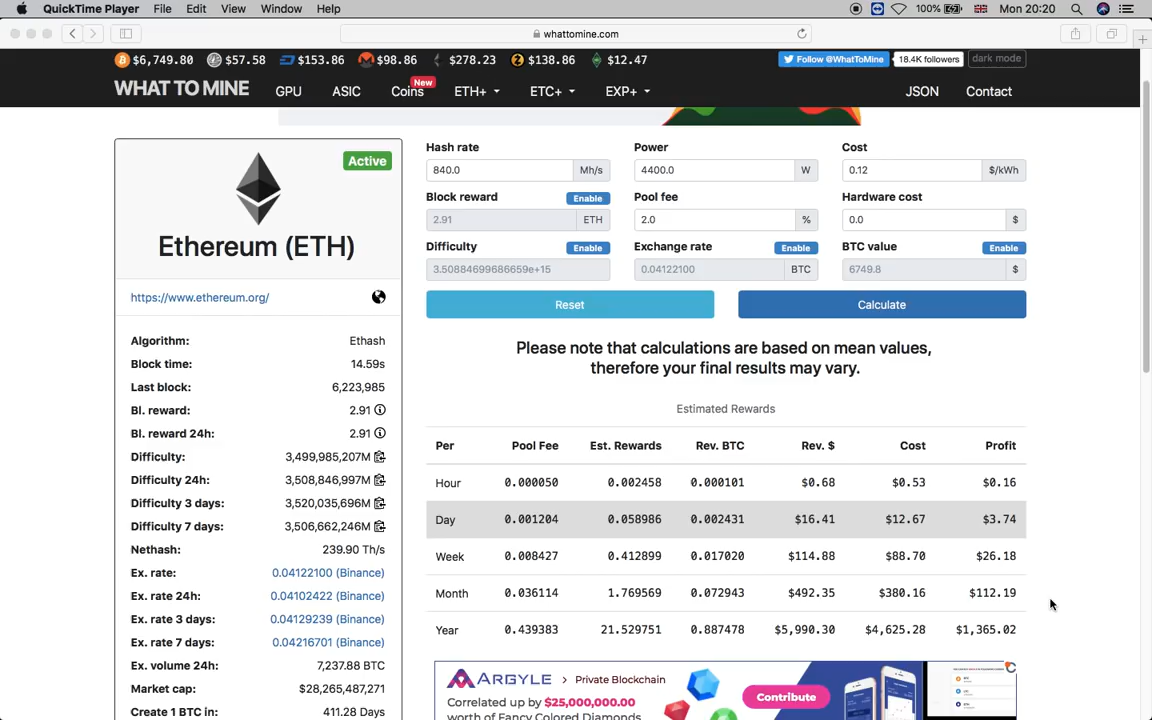 QuickTime Player File Edit View Window Help 100% Mon 20:20
whattomine.com
$6,749.80 $57.58 $153.86 $98.86 $278.23 $138.86 $12.47 Follow @WhatToMine 18.4K followers dark mode
WHAT TO MINE GPU ASIC Coins New ETH+ ETC+ EXP+ JSON Contact
Active
Ethereum (ETH)
https://www.ethereum.org/
Algorithm: Ethash
Block time: 14.59s
Last block: 6,223,985
Bl. reward: 2.91
Bl. reward 24h: 2.91
Difficulty: 3,499,985,207M
Difficulty 24h: 3,508,846,997M
Difficulty 3 days: 3,520,035,696M
Difficulty 7 days: 3,506,662,246M
Nethash: 239.90 Th/s
Ex. rate: 0.04122100 (Binance)
Ex. rate 24h: 0.04102422 (Binance)
Ex. rate 3 days: 0.04129239 (Binance)
Ex. rate 7 days: 0.04216701 (Binance)
Ex. volume 24h: 7,237.88 BTC
Market cap: $28,265,487,271
Create 1 BTC in: 411.28 Days
Hash rate Power Cost
840.0 Mh/s 4400.0 W 0.12 $/kWh
Block reward Enable Pool fee Hardware cost
2.91 ETH 2.0 % 0.0 $
Difficulty Enable Exchange rate Enable BTC value Enable
3.50884699686659e+15 0.04122100 BTC 6749.8 $
Reset Calculate
Please note that calculations are based on mean values,
therefore your final results may vary.
Estimated Rewards
Per Pool Fee Est. Rewards Rev. BTC Rev. $ Cost Profit
Hour 0.000050 0.002458 0.000101 $0.68 $0.53 $0.16
Day 0.001204 0.058986 0.002431 $16.41 $12.67 $3.74
Week 0.008427 0.412899 0.017020 $114.88 $88.70 $26.18
Month 0.036114 1.769569 0.072943 $492.35 $380.16 $112.19
Year 0.439383 21.529751 0.887478 $5,990.30 $4,625.28 $1,365.02
ARGYLE > Private Blockchain
Correlated up by $25,000,000.00
worth of Fancy Colored Diamonds
Contribute